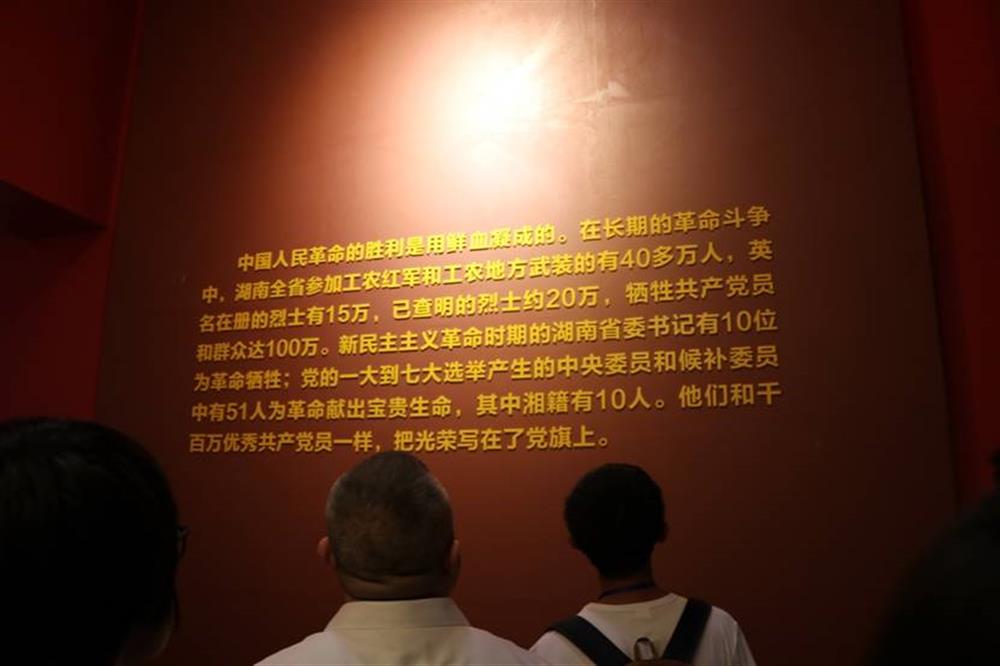 中国人民革命的胜利是用鲜血凝成的。在长期的革命斗争
中，湖南全省参加工农红军和工农地方武装的有40多万人，英
名在册的烈士有15万，已查明的烈士约20万，牺牲共产党员
和群众达100万。新民主主义革命时期的湖南省委书记有10位
为革命牺牲；党的一大到七大选举产生的中央委员和候补委员
中有51人为革命献出宝贵生命，其中湘籍有10人。他们和千
百万优秀共产党员一样，把光荣写在了党旗上。